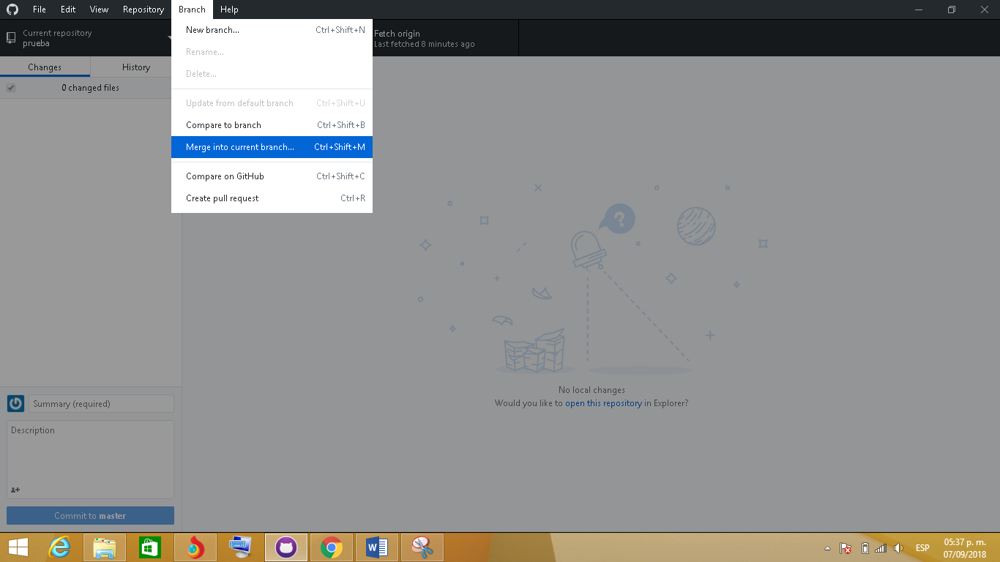 File Edit View Repository Branch Help
Current repository
prueba
Fetch origin
Last fetched 8 minutes ago
New branch... Ctrl+Shift+N
Rename...
Delete...
Update from default branch Ctrl+Shift+U
Compare to branch Ctrl+Shift+B
Merge into current branch... Ctrl+Shift+M
Compare on GitHub Ctrl+Shift+C
Create pull request Ctrl+R
Changes History
0 changed files
?
No local changes
Would you like to open this repository in Explorer?
Summary (required)
Description
Commit to master
W
ESP
05:37 p. m.
07/09/2018